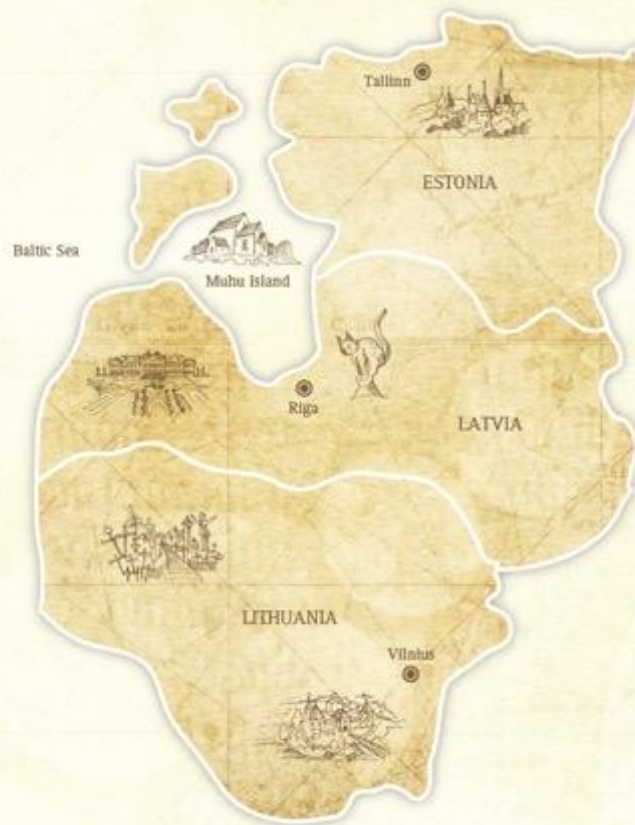 Tallinn
ESTONIA
Baltic Sea
Muhu Island
Riga
LATVIA
LITHUANIA
Vilnius